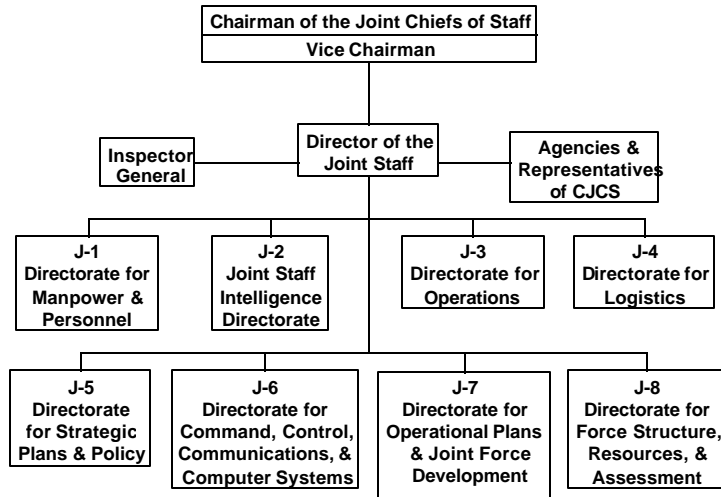 Chairman of the Joint Chiefs of Staff
Vice Chairman
Director of the
Joint Staff
Inspector
General
Agencies &
Representatives
of CJCS
J-1
Directorate for
Manpower &
Personnel
J-2
Joint Staff
Intelligence
Directorate
J-3
Directorate for
Operations
J-4
Directorate for
Logistics
J-5
Directorate
for Strategic
Plans & Policy
J-6
Directorate for
Command, Control,
Communications, &
Computer Systems
J-7
Directorate for
Operational Plans
& Joint Force
Development
J-8
Directorate for
Force Structure,
Resources, &
Assessment